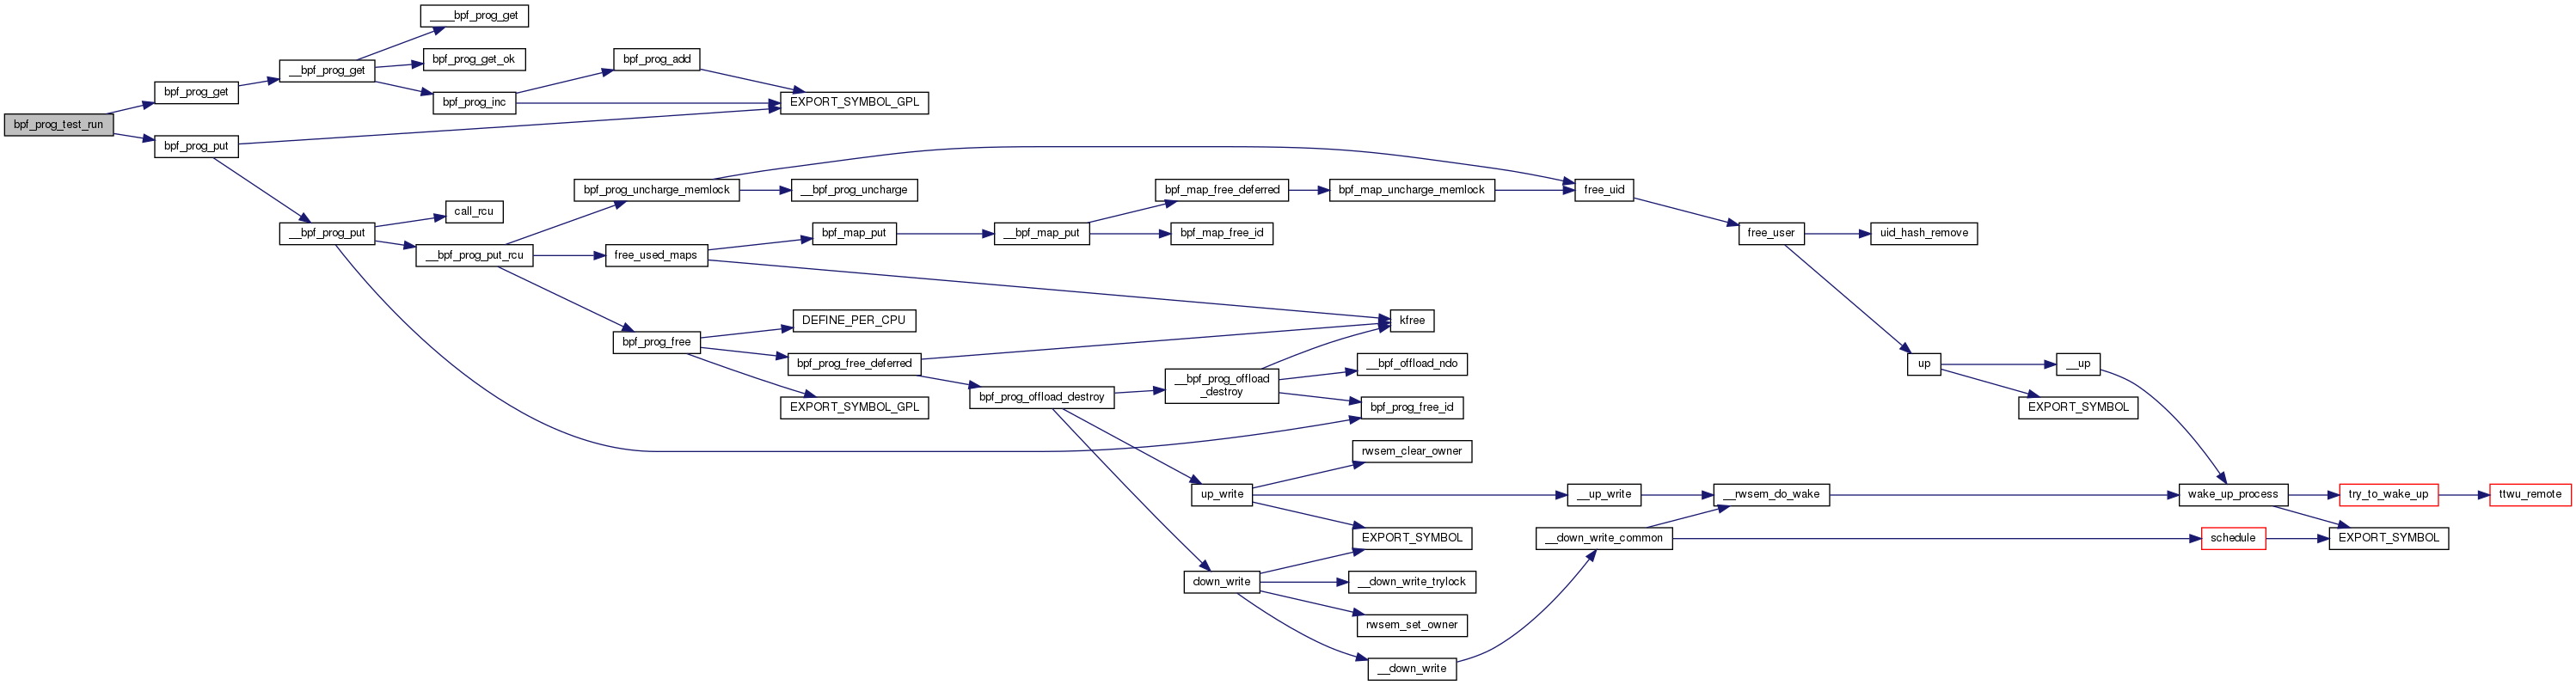 ____bpf_prog_get
bpf_prog_get_ok
bpf_prog_add
__bpf_prog_get
bpf_prog_get
bpf_prog_inc
EXPORT_SYMBOL_GPL
bpf_prog_test_run
bpf_prog_put
bpf_prog_uncharge_memlock
__bpf_prog_uncharge
bpf_map_free_deferred
bpf_map_uncharge_memlock
free_uid
call_rcu
__bpf_prog_put
bpf_map_put
__bpf_map_put
bpf_map_free_id
free_user
uid_hash_remove
__bpf_prog_put_rcu
free_used_maps
DEFINE_PER_CPU
kfree
bpf_prog_free
bpf_prog_free_deferred
__bpf_offload_ndo
up
__up
__bpf_prog_offload
_destroy
bpf_prog_offload_destroy
EXPORT_SYMBOL_GPL
bpf_prog_free_id
EXPORT_SYMBOL
rwsem_clear_owner
up_write
__up_write
__rwsem_do_wake
wake_up_process
try_to_wake_up
ttwu_remote
EXPORT_SYMBOL
__down_write_common
schedule
EXPORT_SYMBOL
down_write
__down_write_trylock
rwsem_set_owner
__down_write